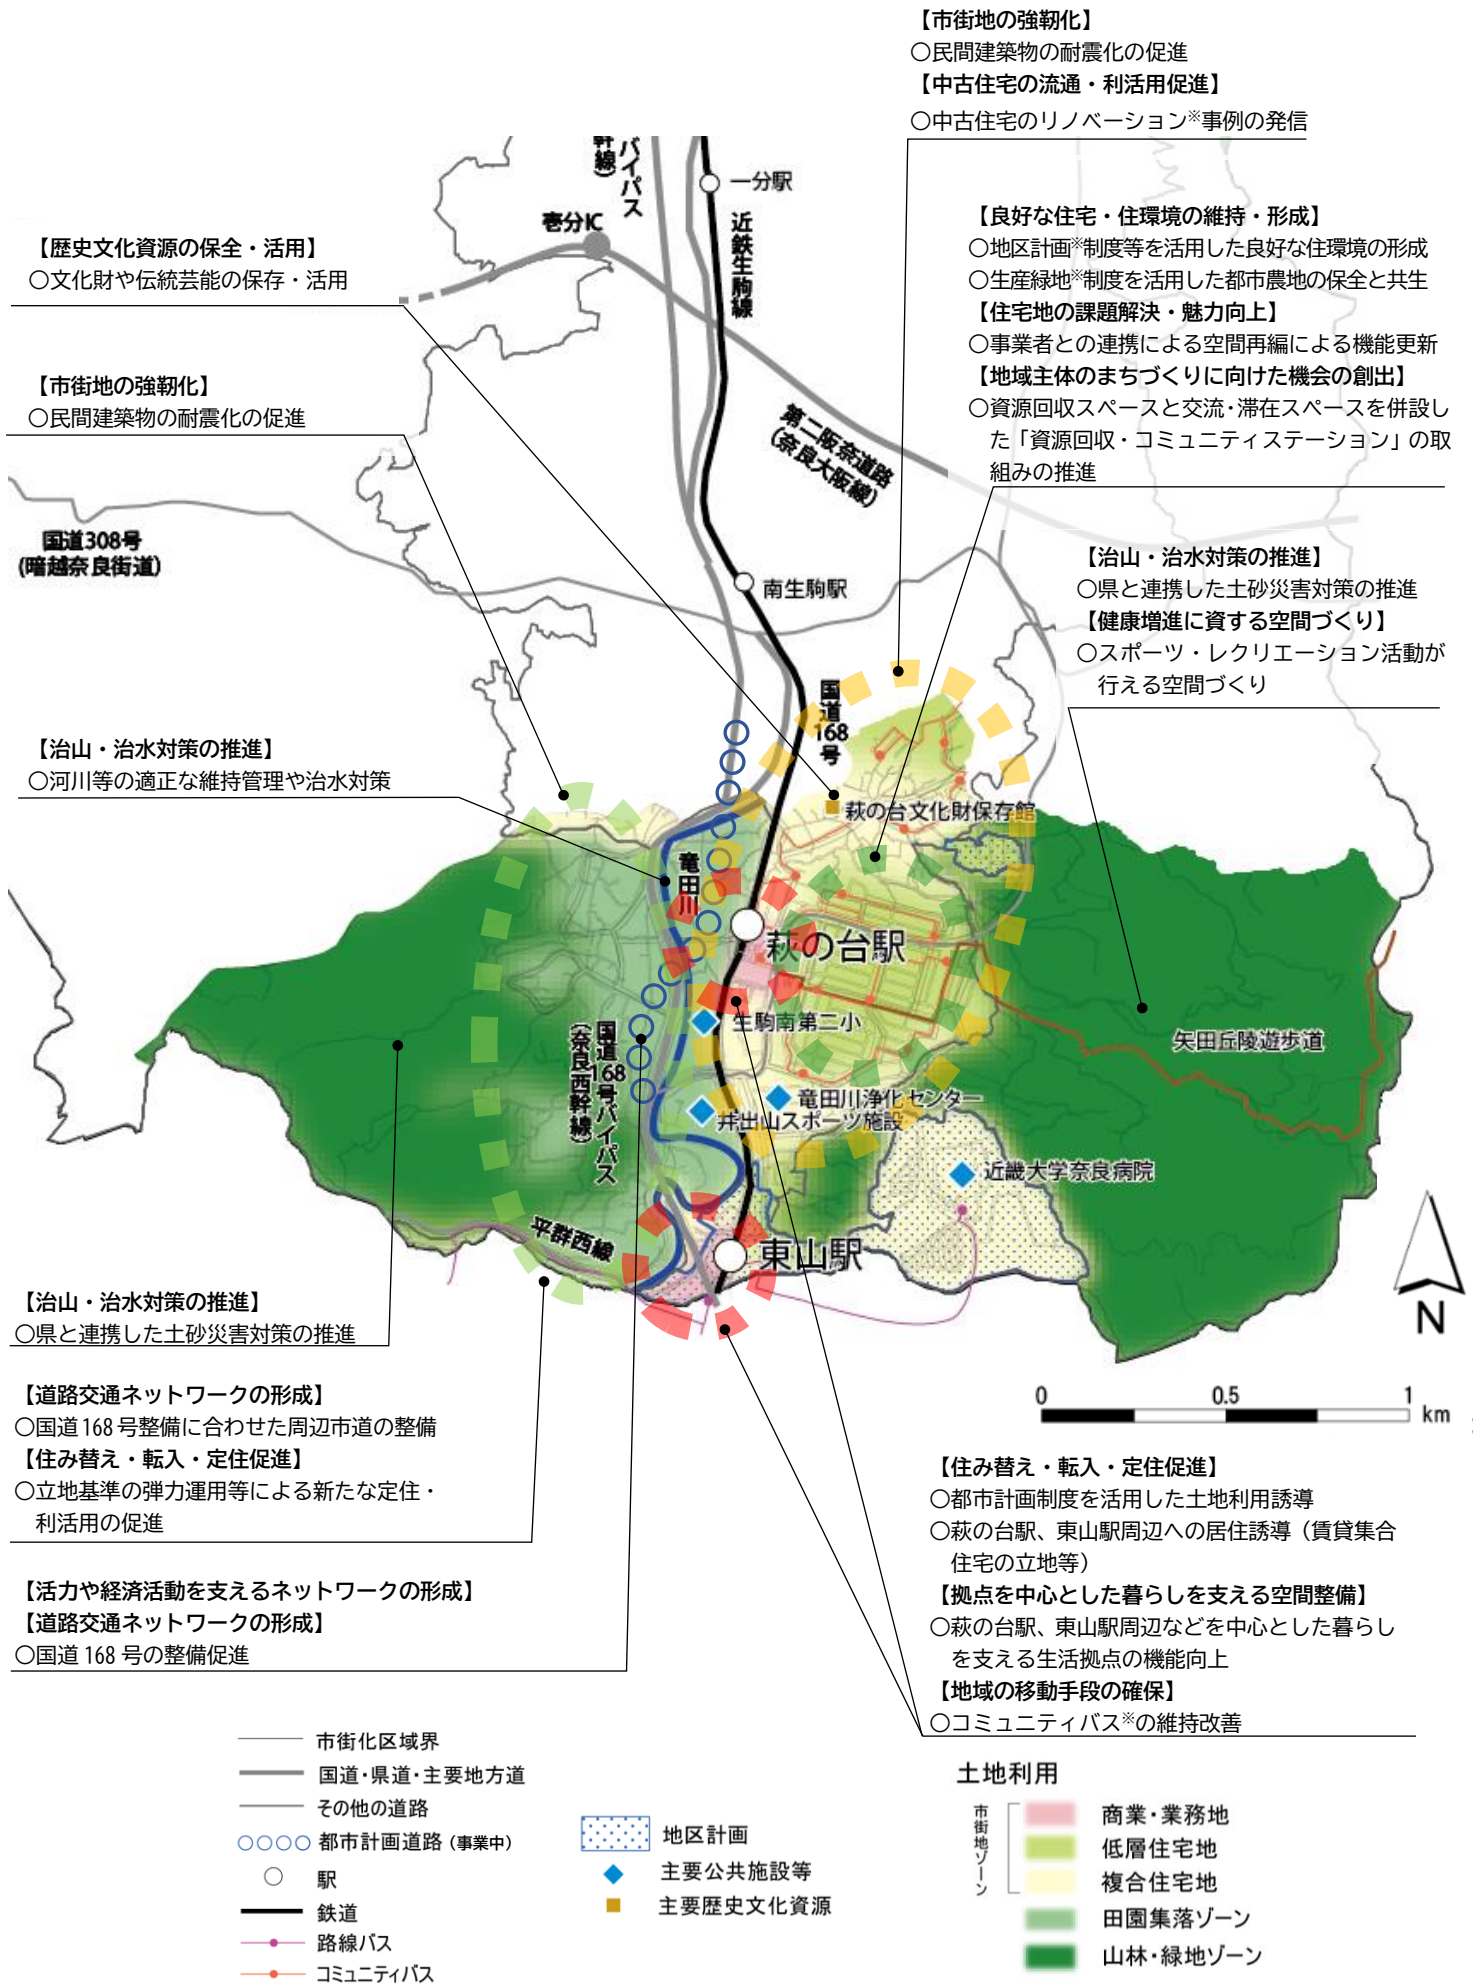 【市街地の強靭化】
○民間建築物の耐震化の促進
【中古住宅の流通・利活用促進】
○中古住宅のリノベーション※事例の発信
【良好な住宅・住環境の維持・形成】
○地区計画※制度等を活用した良好な住環境の形成
○生産緑地※制度を活用した都市農地の保全と共生
【住宅地の課題解決・魅力向上】
○事業者との連携による空間再編による機能更新
【地域主体のまちづくりに向けた機会の創出】
○資源回収スペースと交流・滞在スペースを併設し
た「資源回収・コミュニティステーション」の取
組みの推進
【治山・治水対策の推進】
○県と連携した土砂災害対策の推進
【健康増進に資する空間づくり】
○スポーツ・レクリエーション活動が
行える空間づくり
【歴史文化資源の保全・活用】
○文化財や伝統芸能の保存・活用
【市街地の強靭化】
○民間建築物の耐震化の促進
【治山・治水対策の推進】
○河川等の適正な維持管理や治水対策
バイパス
幹線）
一分駅
壱分IC
近鉄生駒線
第二阪奈道路
（奈良大阪線）
国道308号
(暗越奈良街道)
南生駒駅
国道168号
萩の台文化財保存館
竜田川
萩の台駅
生駒南第二小
国道168号バイパス
（奈良西幹線）
矢田丘陵遊歩道
竜田川浄化センター
井出山スポーツ施設
近畿大学奈良病院
平群西線
東山駅
N
0 0.5 1
km
【治山・治水対策の推進】
○県と連携した土砂災害対策の推進
【道路交通ネットワークの形成】
○国道168号整備に合わせた周辺市道の整備
【住み替え・転入・定住促進】
○立地基準の弾力運用等による新たな定住・
利活用の促進
【活力や経済活動を支えるネットワークの形成】
【道路交通ネットワークの形成】
○国道168号の整備促進
【住み替え・転入・定住促進】
○都市計画制度を活用した土地利用誘導
○萩の台駅、東山駅周辺への居住誘導（賃貸集合
住宅の立地等）
【拠点を中心とした暮らしを支える空間整備】
○萩の台駅、東山駅周辺などを中心とした暮らし
を支える生活拠点の機能向上
【地域の移動手段の確保】
○コミュニティバス※の維持改善
市街化区域界
国道・県道・主要地方道
その他の道路
都市計画道路（事業中）
駅
鉄道
路線バス
コミュニティバス
地区計画
主要公共施設等
主要歴史文化資源
土地利用
市街地ゾーン
商業・業務地
低層住宅地
複合住宅地
田園集落ゾーン
山林・緑地ゾーン